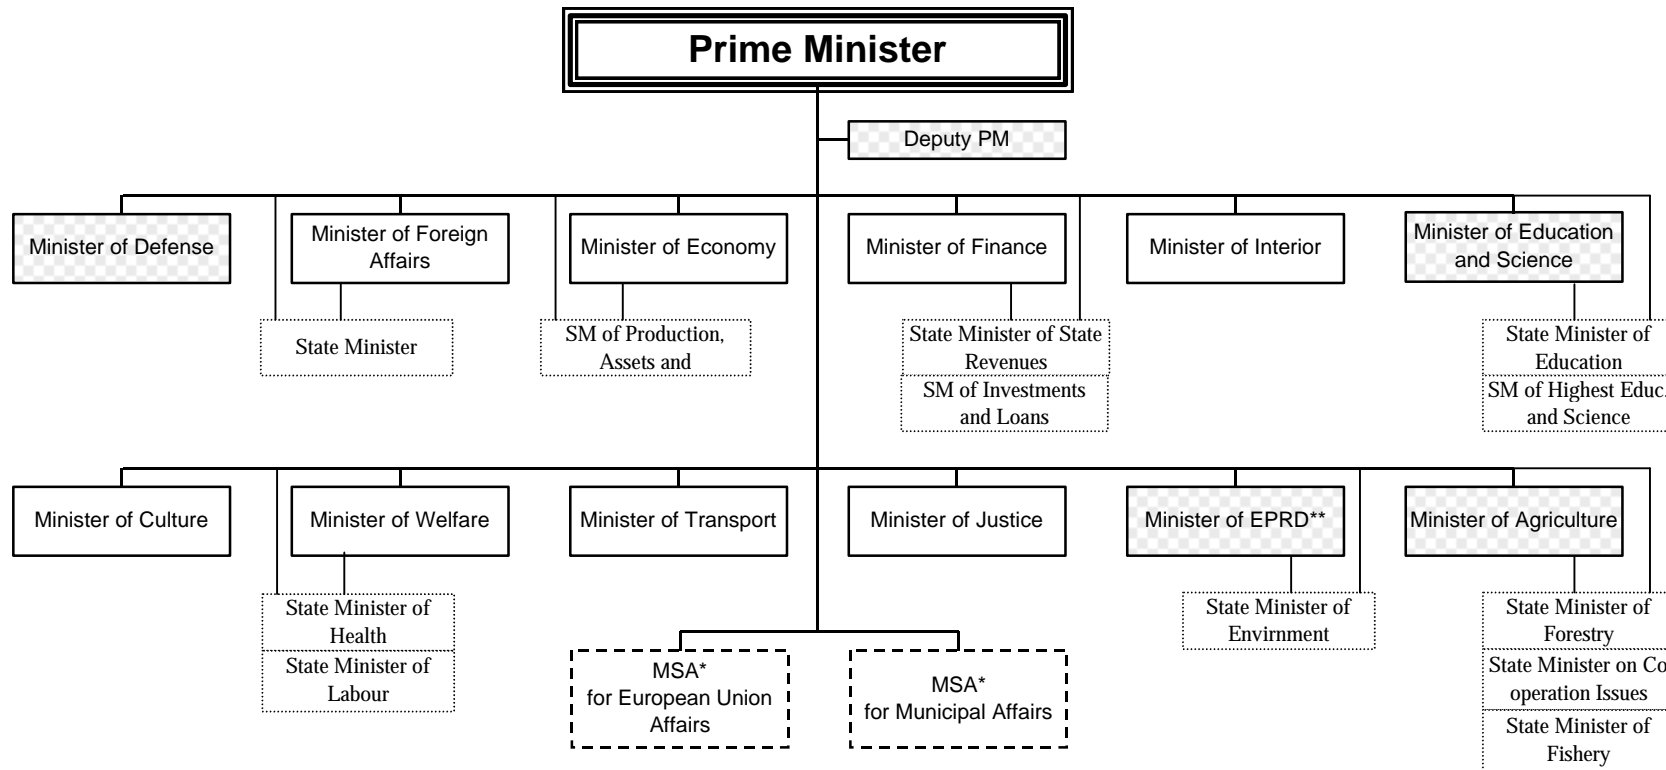 Prime Minister
Deputy PM
Minister of Defense
Minister of Foreign
Affairs
Minister of Economy
Minister of Finance
Minister of Interior
Minister of Education
and Science
State Minister
SM of Production,
Assets and
State Minister of State
Revenues
SM of Investments
and Loans
State Minister of
Education
SM of Highest Educ.
and Science
Minister of Culture
Minister of Welfare
Minister of Transport
Minister of Justice
Minister of EPRD**
Minister of Agriculture
State Minister of
Health
State Minister of
Labour
MSA*
for European Union
Affairs
MSA*
for Municipal Affairs
State Minister of
Envirnment
State Minister of
Forestry
State Minister on Co
operation Issues
State Minister of
Fishery